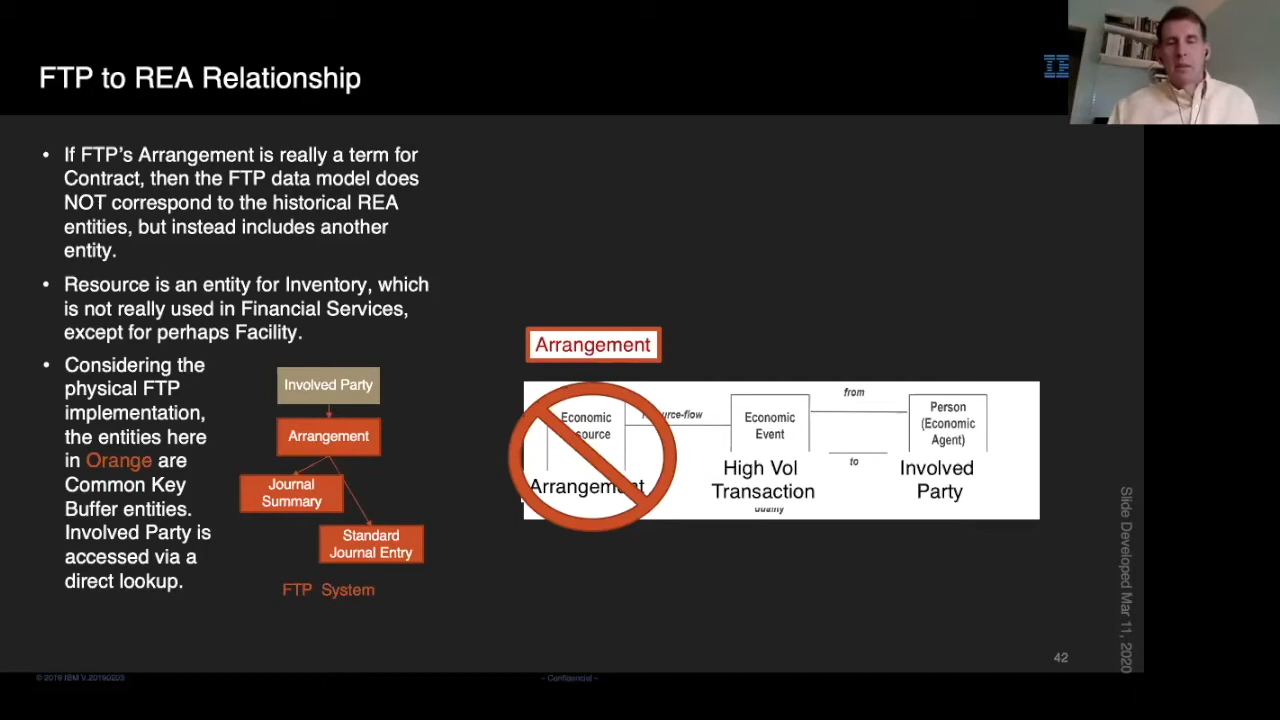 FTP to REA Relationship
• If FTP's Arrangement is really a term for
Contract, then the FTP data model does
NOT correspond to the historical REA
entities, but instead includes another
entity.
• Resource is an entity for Inventory, which
is not really used in Financial Services,
except for perhaps Facility.
• Considering the
physical FTP
implementation,
the entities here
in Orange are
Common Key
Buffer entities.
Involved Party is
accessed via a
direct lookup.
Involved Party
Arrangement
Journal
Summary
Standard
Journal Entry
FTP System
Arrangement
Economic
Economic
Event
from
to
Person
(Economic
Agent)
Arrangement
High Vol
Transaction
Involved
Party
Slide Developed Mar 11, 2020
42
– Confidential –